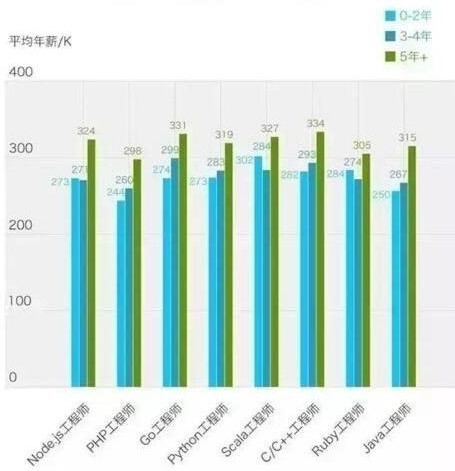 0-2年
3-4年
5年+
平均年薪/K
400
300
200
100
0
273 271 324
244 260 298
274 299 331
273 283 319
302 284 327
282 293 334
284 274 305
250 267 315
Node.js工程师
PHP工程师
Go工程师
Python工程师
Scala工程师
C/C++工程师
Ruby工程师
Java工程师